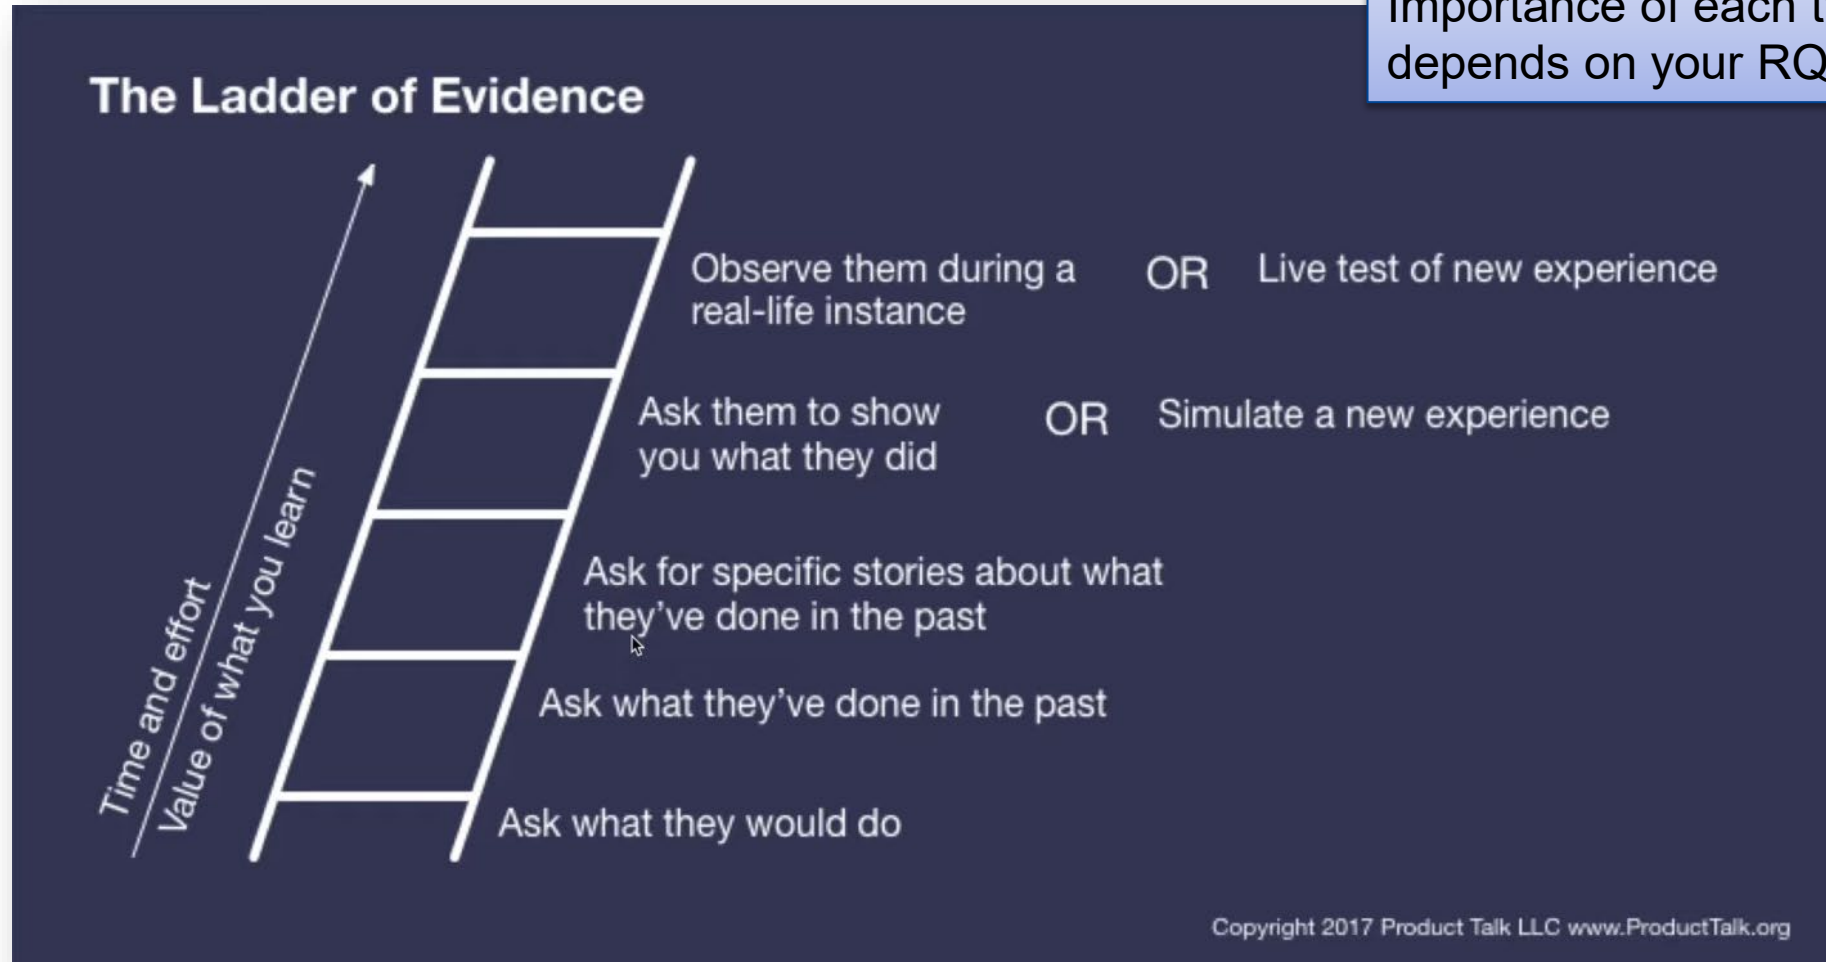 Importance of each
depends on your RQ
The Ladder of Evidence
Observe them during a
real-life instance
OR
Live test of new experience
Ask them to show
you what they did
OR
Simulate a new experience
Ask for specific stories about what
they've done in the past
Ask what they've done in the past
Ask what they would do
Time and effort
Value of what you learn
Copyright 2017 Product Talk LLC www.ProductTalk.org